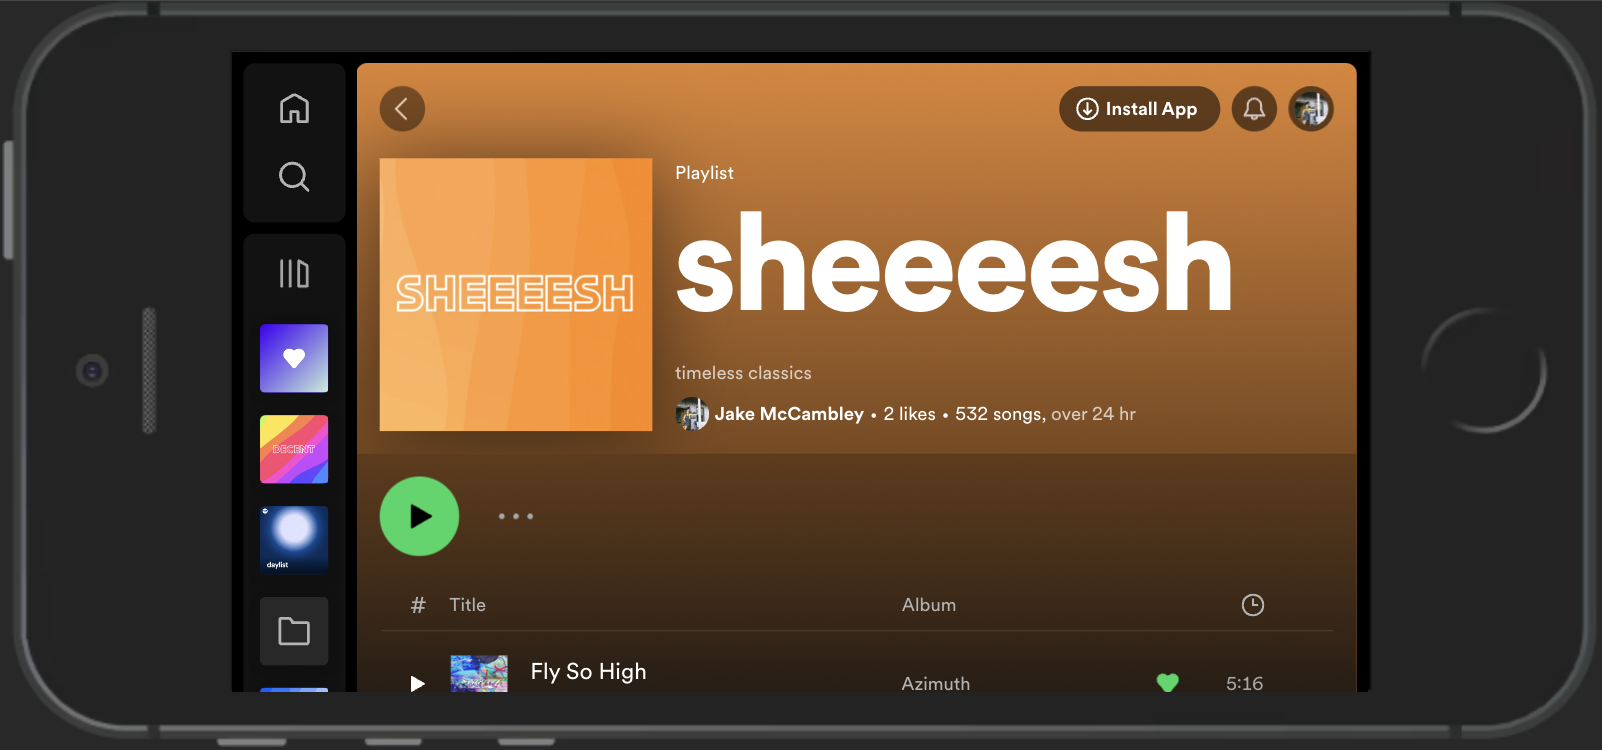 Install App
Playlist
SHEEEESH
sheeeesh
timeless classics
Jake McCambley • 2 likes • 532 songs, over 24 hr
DECENT
daylist
# Title Album
Fly So High
Azimuth 5:16